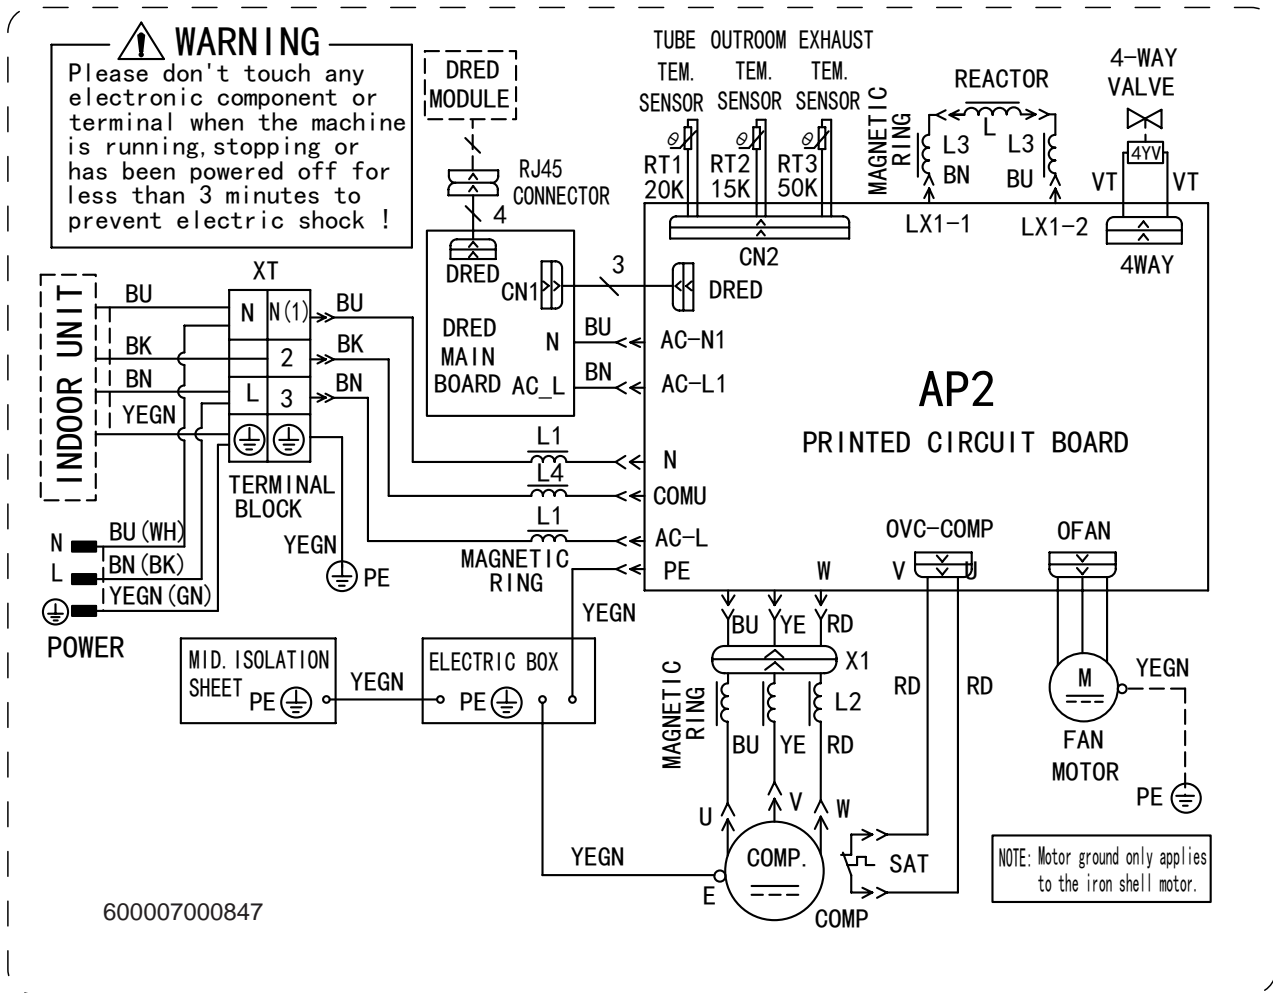 WARNING
Please don't touch any
electronic component or
terminal when the machine
is running, stopping or
has been powered off for
less than 3 minutes to
prevent electric shock !
DRED
MODULE
RJ45
CONNECTOR
4
TUBE OUTROOM EXHAUST
TEM. TEM. TEM.
SENSOR SENSOR SENSOR
RT1 RT2 RT3
20K 15K 50K
CN2
MAGNETIC
RING
REACTOR
L
L3 L3
BN BU
LX1-1 LX1-2
4-WAY
VALVE
4YV
VT VT
4WAY
DRED
CN1
3
DRED
DRED
MAIN
BOARD
N BU AC-N1
AC_L BN AC-L1
AP2
PRINTED CIRCUIT BOARD
INDOOR UNIT
XT
BU N N(1) BU
BK 2 BK
BN L 3 BN
YEGN
TERMINAL
BLOCK
YEGN
PE
L1 N
L4 COMU
L1 AC-L
MAGNETIC
RING
PE
YEGN
N BU(WH)
L BN(BK)
YEGN(GN)
POWER
MID. ISOLATION
SHEET
PE
YEGN
ELECTRIC BOX
PE
YEGN
W
OVC-COMP
V U
OFAN
BU YE RD
X1
MAGNETIC
RING
L2
BU YE RD
U V W
COMP.
E
COMP
SAT
RD RD
M
FAN
MOTOR
YEGN
PE
NOTE: Motor ground only applies
to the iron shell motor.
600007000847